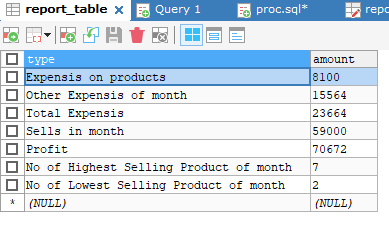 report_table Query 1 proc.sql* repo
type amount
Expensis on products 8100
Other Expensis of month 15564
Total Expensis 23664
Sells in month 59000
Profit 70672
No of Highest Selling Product of month 7
No of Lowest Selling Product of month 2
* (NULL) (NULL)